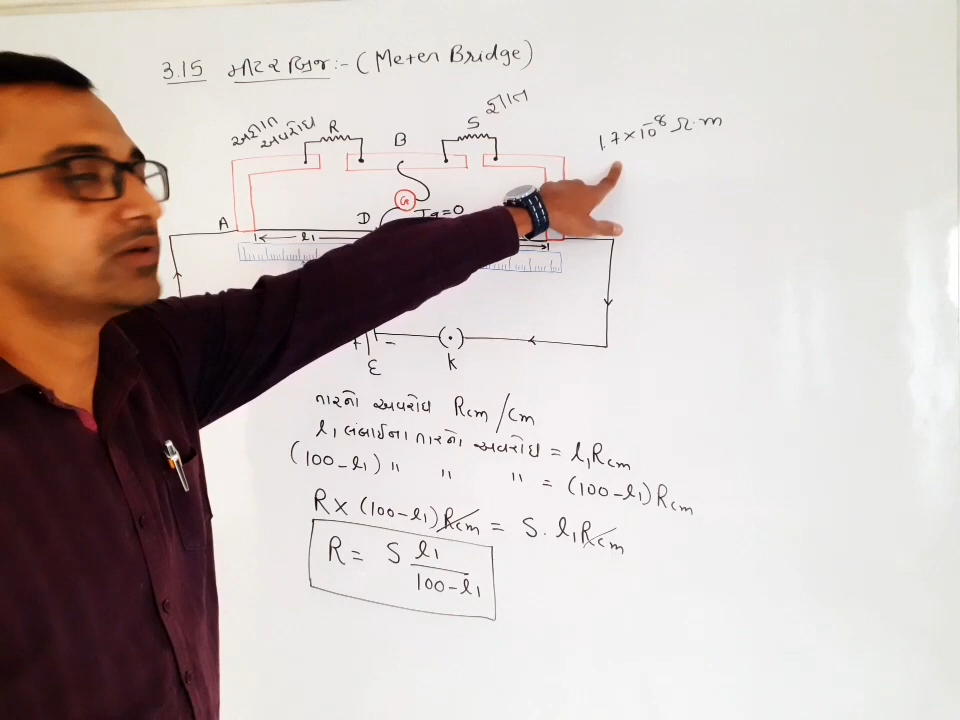 3.15 મીટર બ્રિજ :- (Meter Bridge)
અજ્ઞાત
અવરોધ
R
B
S
જ્ઞાત
1.7 × 10⁻⁸ Ω.m
G
A
D
Ig=0
l₁
ε
−
K
તારનો અવરોધ Rcm/cm
l₁ લંબાઈના તારનો અવરોધ = l₁Rcm
(100-l₁) " " " = (100-l₁)Rcm
R × (100-l₁)Rcm = S. l₁Rcm
R = S l₁/100-l₁